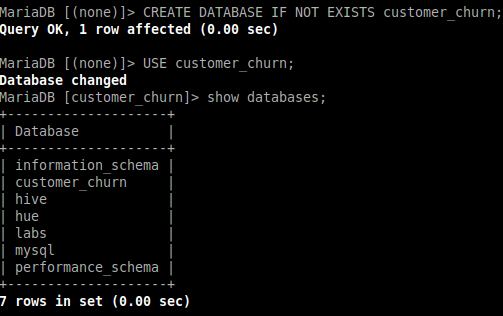 MariaDB [(none)]> CREATE DATABASE IF NOT EXISTS customer_churn;
Query OK, 1 row affected (0.00 sec)
MariaDB [(none)]> USE customer_churn;
Database changed
MariaDB [customer_churn]> show databases;
+--------------------+
| Database           |
+--------------------+
| information_schema |
| customer_churn     |
| hive               |
| hue                |
| labs               |
| mysql              |
| performance_schema |
+--------------------+
7 rows in set (0.00 sec)